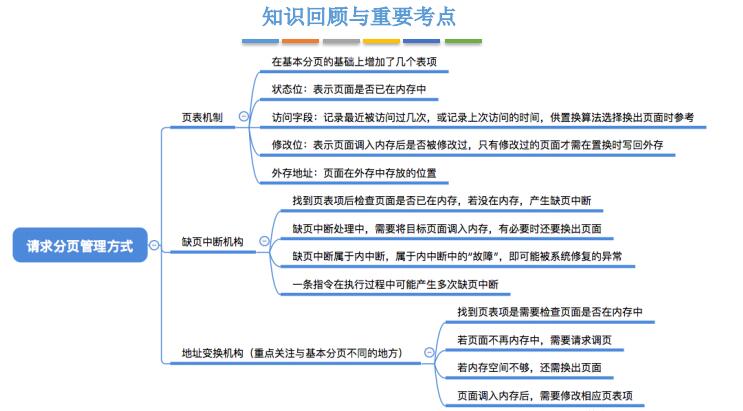 知识回顾与重要考点
在基本分页的基础上增加了几个表项
状态位：表示页面是否已在内存中
页表机制
访问字段：记录最近被访问过几次，或记录上次访问的时间，供置换算法选择换出页面时参考
修改位：表示页面调入内存后是否被修改过，只有修改过的页面才需在置换时写回外存
外存地址：页面在外存中存放的位置
请求分页管理方式
找到页表项后检查页面是否已在内存，若没在内存，产生缺页中断
缺页中断机构
缺页中断处理中，需要将目标页面调入内存，有必要时还要换出页面
缺页中断属于内中断，属于内中断中的“故障”，即可能被系统修复的异常
一条指令在执行过程中可能产生多次缺页中断
找到页表项是需要检查页面是否在内存中
地址变换机构（重点关注与基本分页不同的地方）
若页面不再内存中，需要请求调页
若内存空间不够，还需换出页面
页面调入内存后，需要修改相应页表项